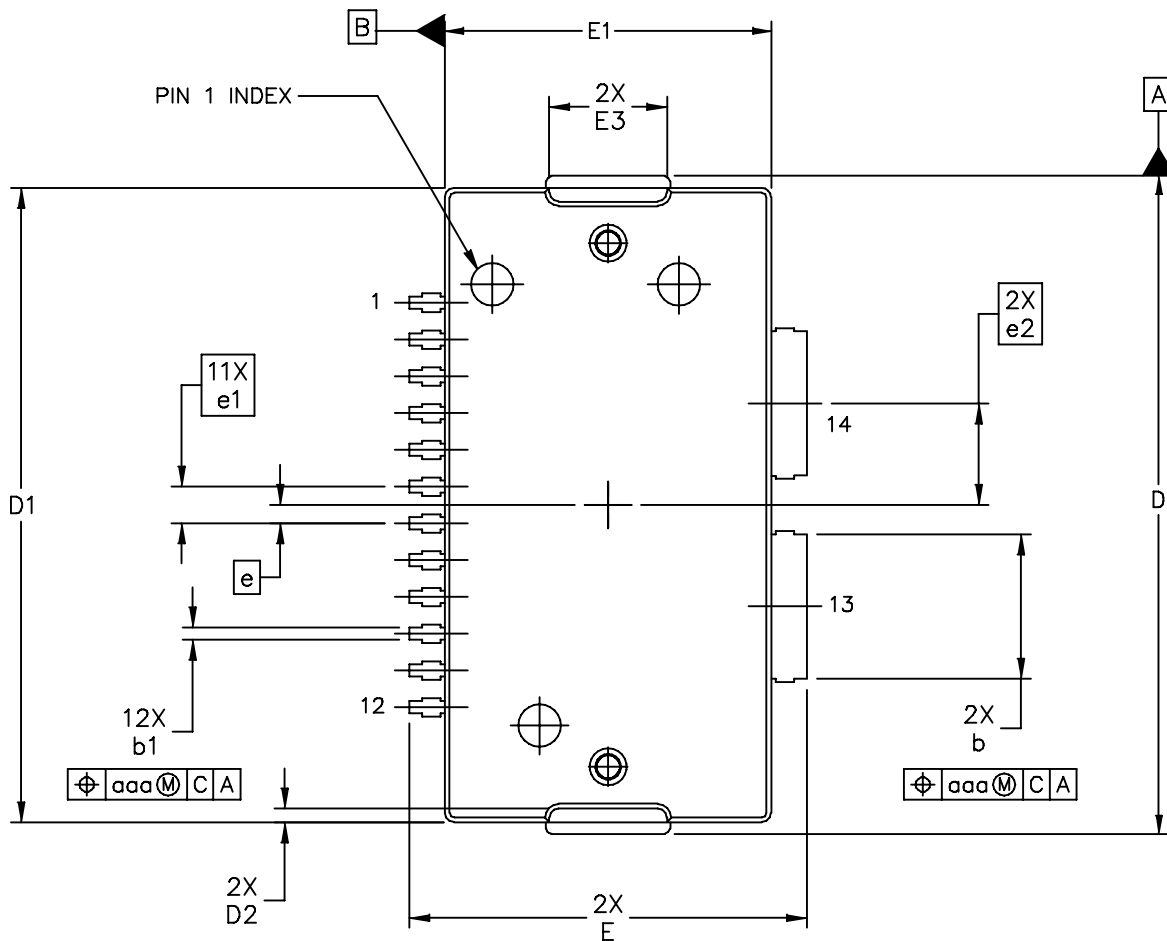 B
E1
PIN 1 INDEX
2X
E3
A
1
2X
e2
11X
e1
14
D1
D
e
13
12
12X
b1
2X
b
⌖ aaa Ⓜ C A
⌖ aaa Ⓜ C A
2X
D2
2X
E